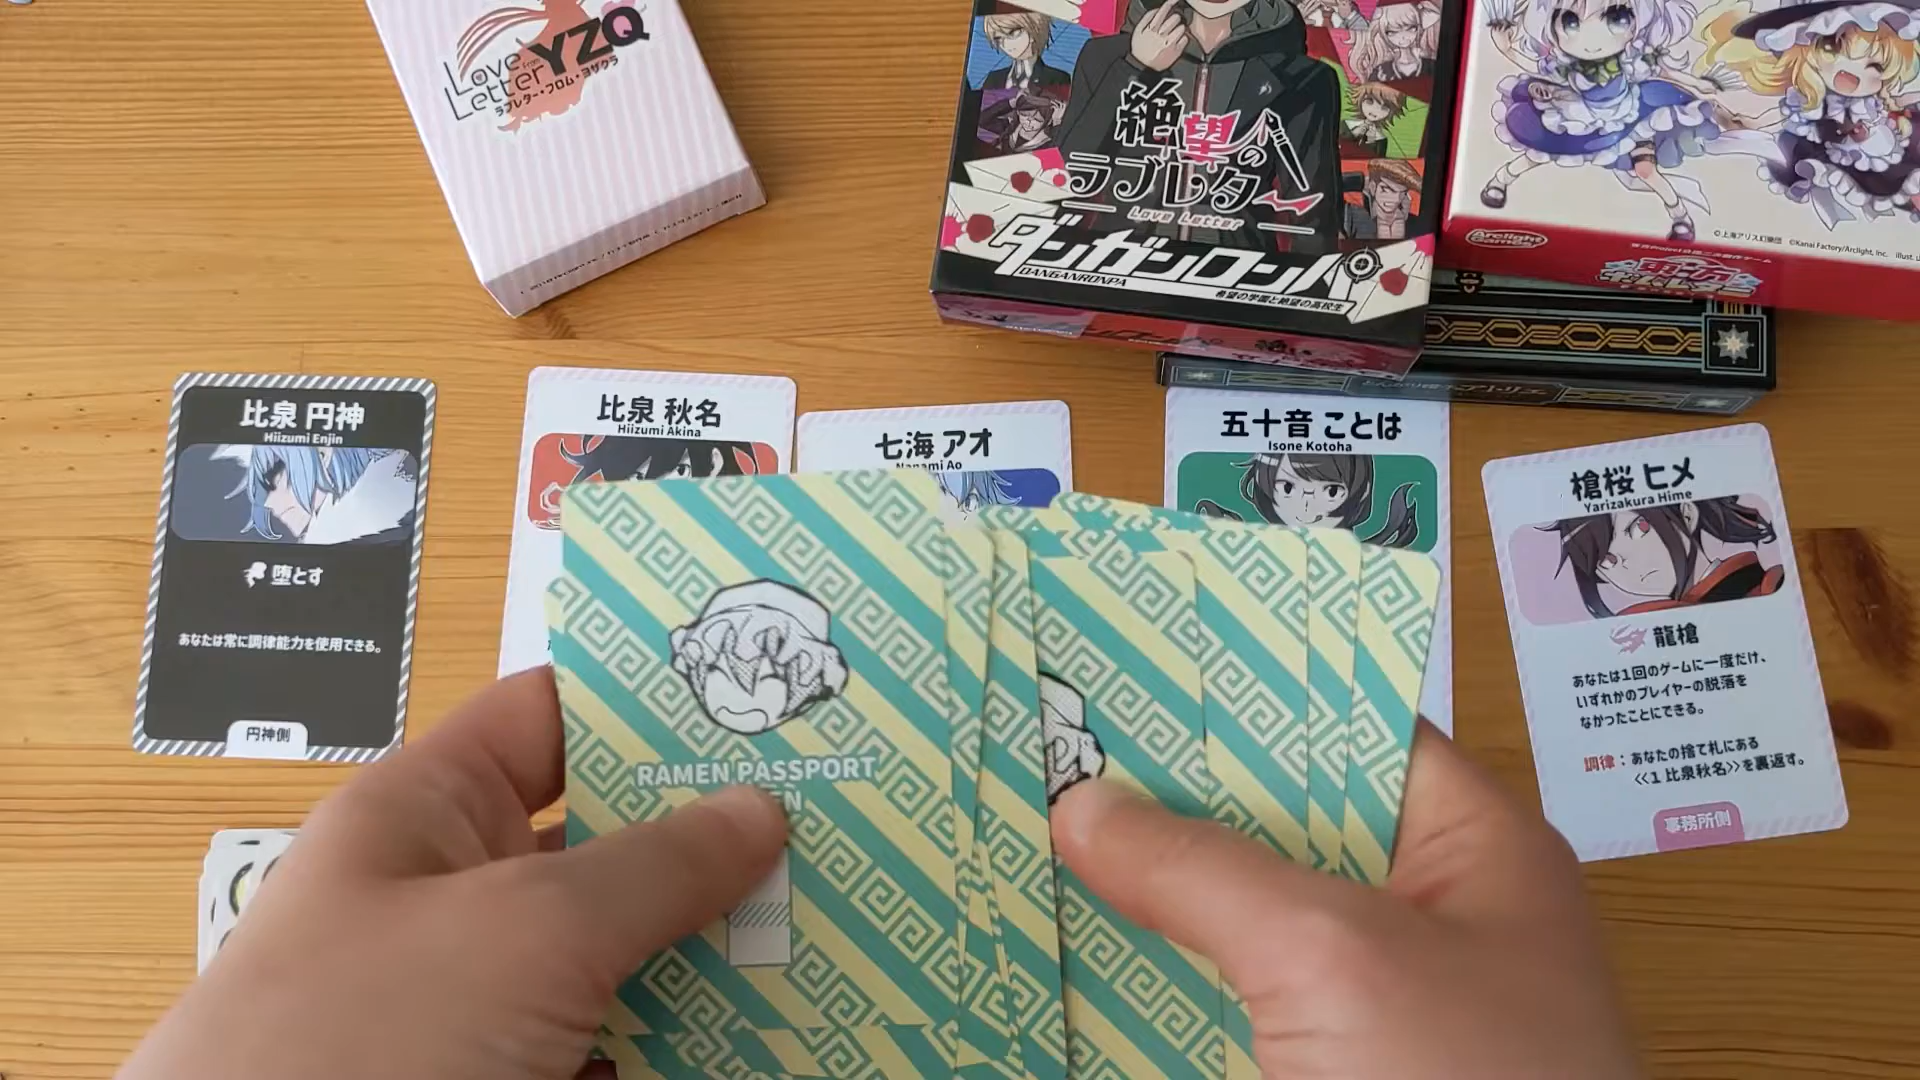 Love
from
Letter
YZQ
ラブレター・フロム・ヨザクラ
絶望の
ラブレター
Love Letter
ダンガンロンパ
DANGANRONPA
希望の学園と絶望の高校生
Arclight
Games
©上海アリス幻樂団 ©Kanai Factory/Arclight, Inc.
東方
比泉 円神
Hiizumi Enjin
堕とす
あなたは常に調律能力を使用できる。
円神側
比泉 秋名
Hiizumi Akina
七海 アオ
Nanami Ao
五十音 ことは
Isone Kotoha
槍桜 ヒメ
Yarizakura Hime
龍槍
あなたは1回のゲームに一度だけ、
いずれかのプレイヤーの脱落を
なかったことにできる。
調律：あなたの捨て札にある
<<1 比泉秋名>>を裏返す。
事務所側
RAMEN PASSPORT